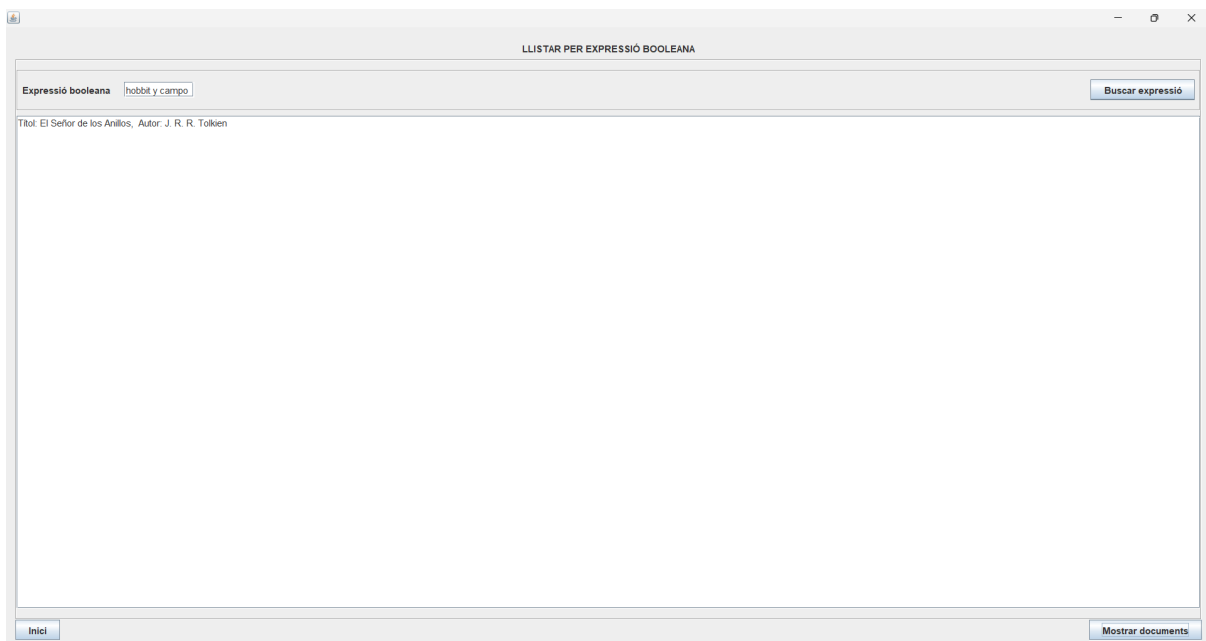 LLISTAR PER EXPRESSIÓ BOOLEANA
Expressió booleana hobbit y campo Buscar expressió
Títol: El Señor de los Anillos, Autor: J. R. R. Tolkien
Inici Mostrar documents